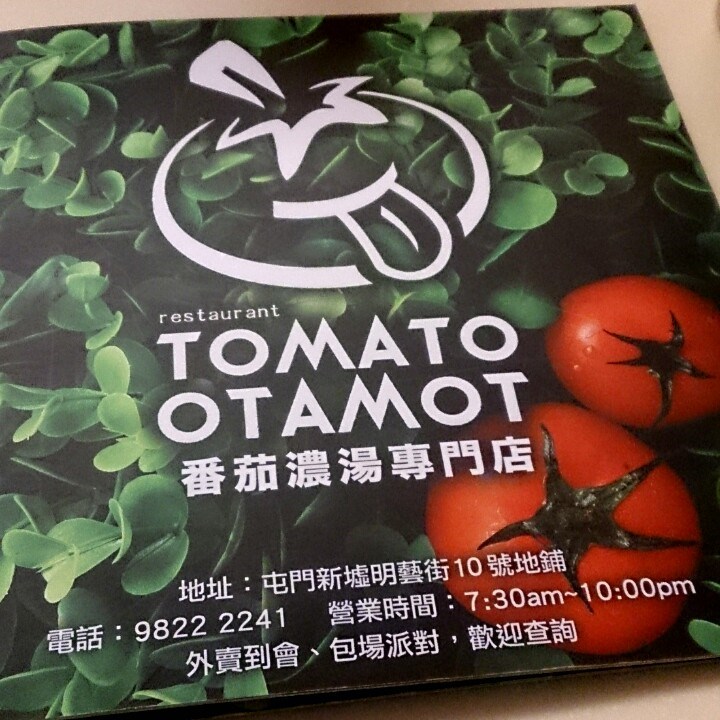 restaurant
TOMATO
OTAMOT
番茄濃湯專門店
地址：屯門新墟明藝街10號地鋪
電話：9822 2241 營業時間：7:30am~10:00pm
外賣到會、包場派對，歡迎查詢